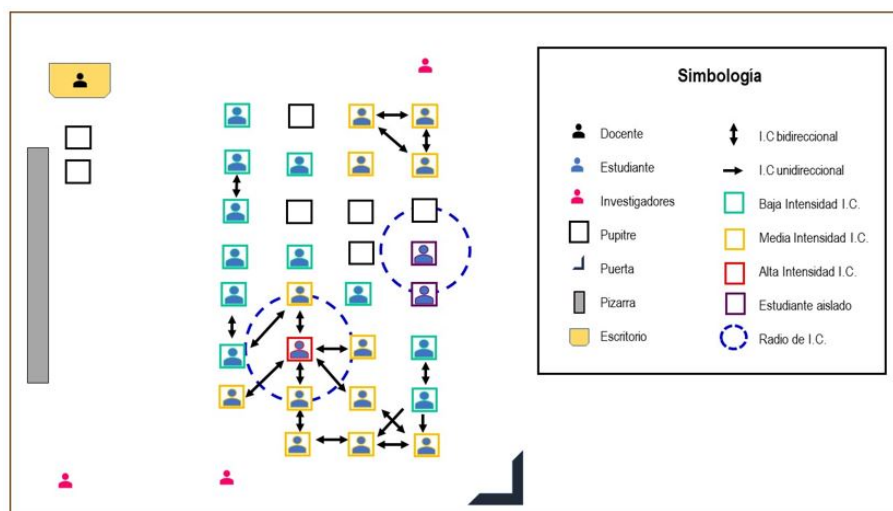 Simbología
Docente
Estudiante
Investigadores
Pupitre
Puerta
Pizarra
Escritorio
I.C bidireccional
I.C unidireccional
Baja Intensidad I.C.
Media Intensidad I.C.
Alta Intensidad I.C.
Estudiante aislado
Radio de I.C.